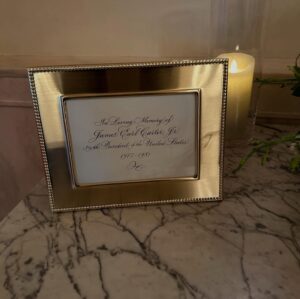 In Loving Memory of
James Earl Carter, Jr.
39th President of the United States